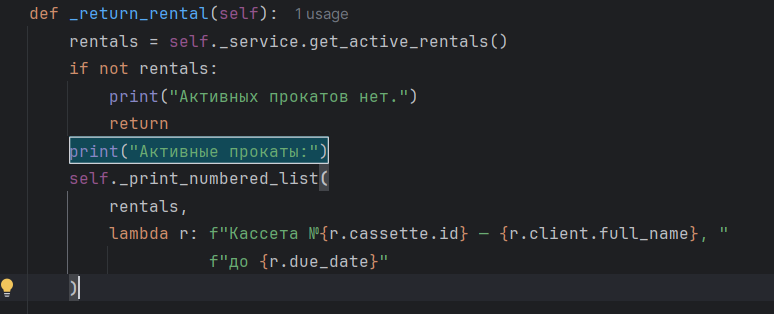 def _return_rental(self): 1 usage
    rentals = self._service.get_active_rentals()
    if not rentals:
        print("Активных прокатов нет.")
        return
    print("Активные прокаты:")
    self._print_numbered_list(
        rentals,
        lambda r: f"Кассета №{r.cassette.id} — {r.client.full_name}, "
                  f"до {r.due_date}"
    )